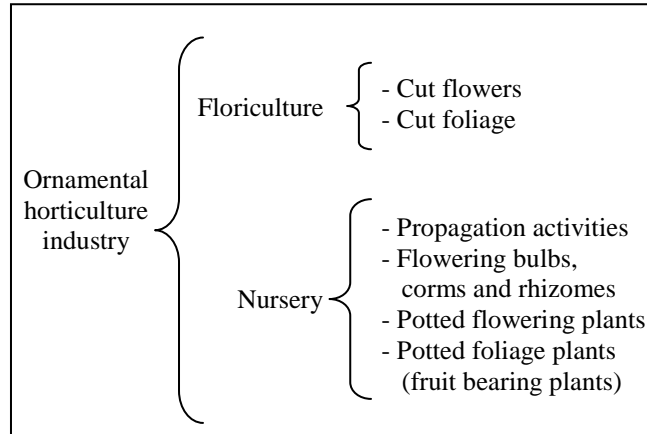 Ornamental
horticulture
industry
Floriculture
- Cut flowers
- Cut foliage
Nursery
- Propagation activities
- Flowering bulbs,
corms and rhizomes
- Potted flowering plants
- Potted foliage plants
(fruit bearing plants)